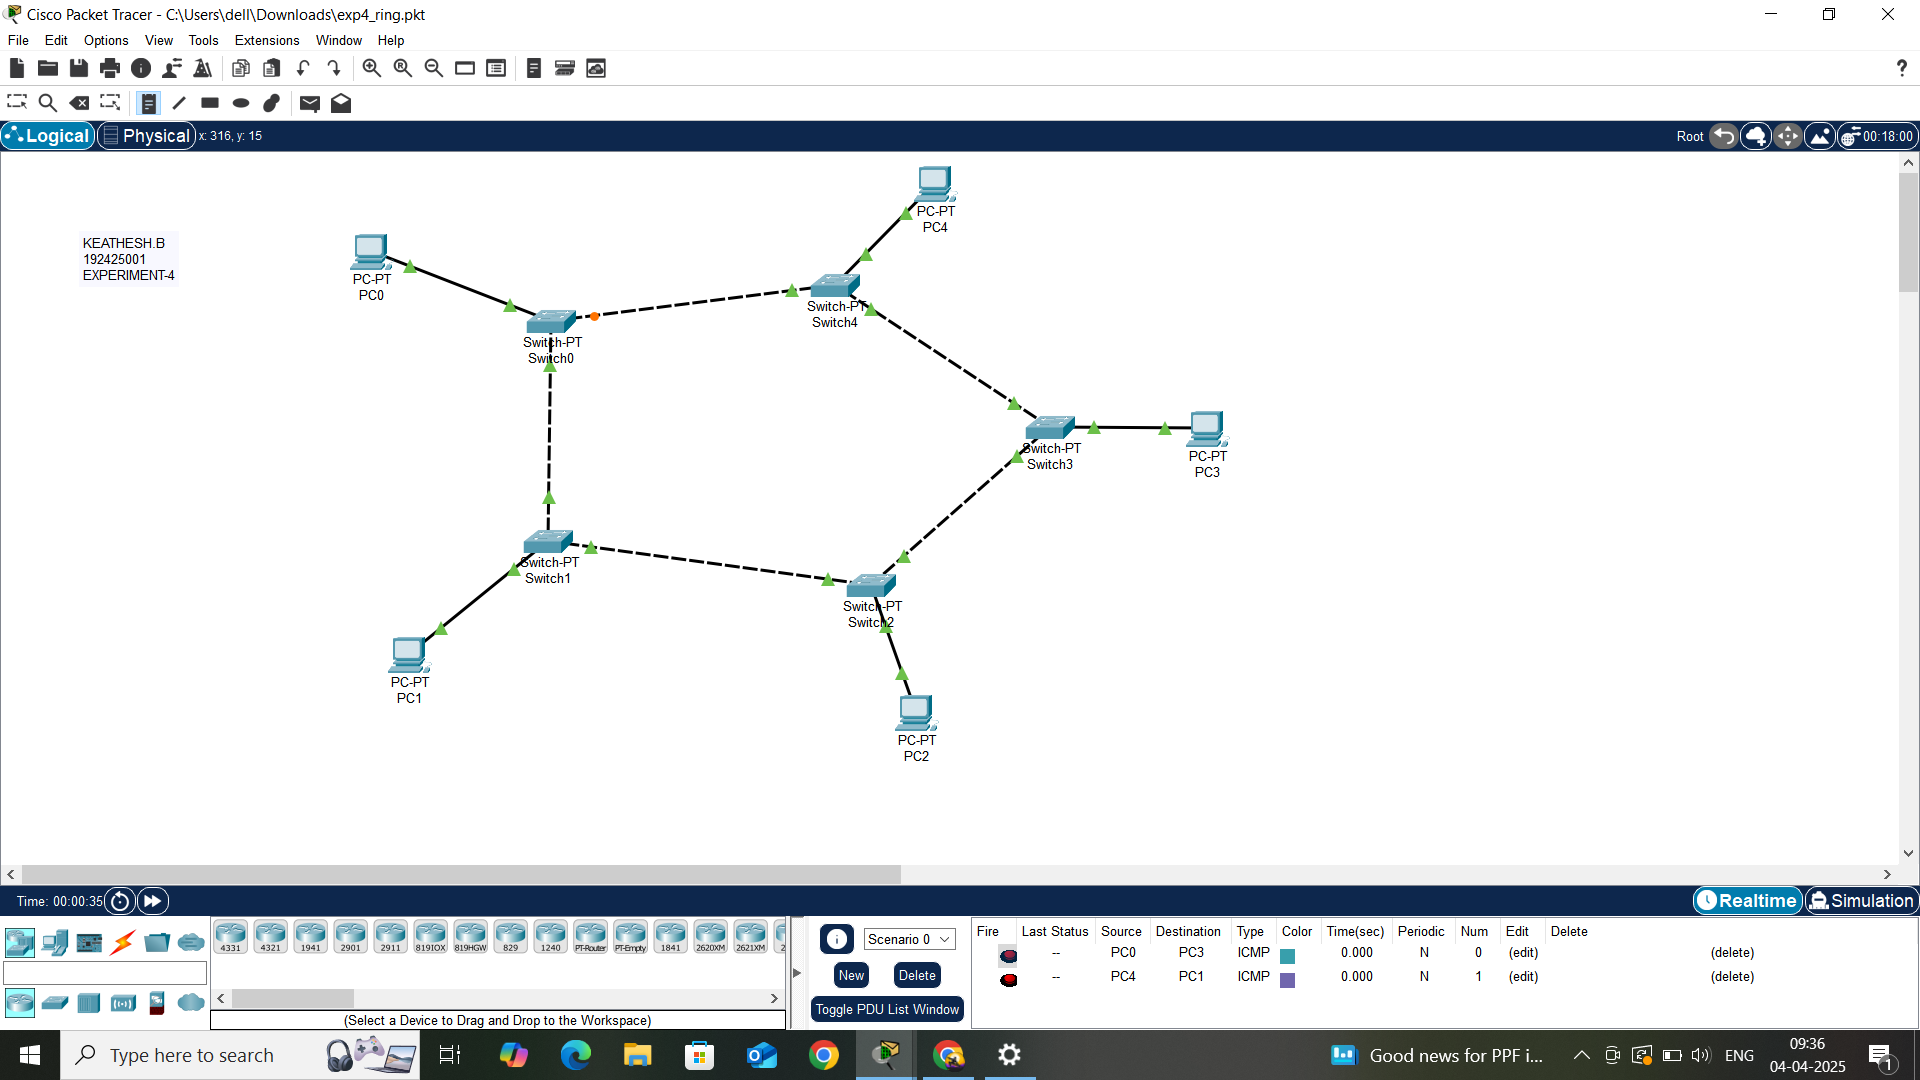 Cisco Packet Tracer - C:\Users\dell\Downloads\exp4_ring.pkt
File Edit Options View Tools Extensions Window Help
?
Logical Physical x: 316, y: 15
Root 00:18:00
KEATHESH.B
192425001
EXPERIMENT-4
PC-PT
PC4
PC-PT
PC0
Switch-PT
Switch4
Switch-PT
Switch0
Switch-PT
Switch3
PC-PT
PC3
Switch-PT
Switch1
Switch-PT
Switch2
PC-PT
PC1
PC-PT
PC2
Time: 00:00:35
Realtime Simulation
4331 4321 1941 2901 2911 819IOX 819HGW 829 1240 PT-Router PT-Empty 1841 2620XM 2621XM
(Select a Device to Drag and Drop to the Workspace)
Scenario 0
New Delete
Toggle PDU List Window
Fire Last Status Source Destination Type Color Time(sec) Periodic Num Edit Delete
-- PC0 PC3 ICMP 0.000 N 0 (edit) (delete)
-- PC4 PC1 ICMP 0.000 N 1 (edit) (delete)
Type here to search
Good news for PPF i...
ENG
09:36
04-04-2025
1